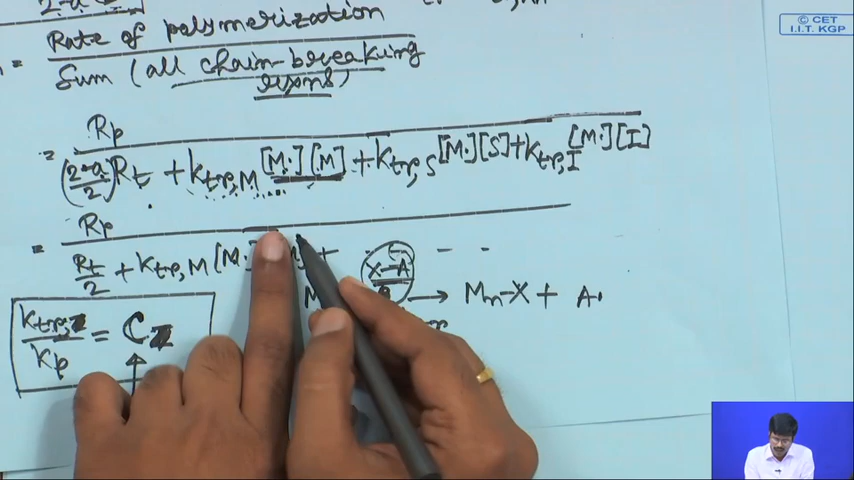 © CET
I.I.T. KGP
= Rate of polymerization
Sum (all chain-breaking
rxns)
= Rp
(2-a/2)Rt + ktr,M [M·][M] + ktr,S [M·][S] + ktr,I [M·][I]
= Rp
Rt/2 + ktr,M [M· + - - -
X-A
M → Mn-X + A·
ktr, / kp = C